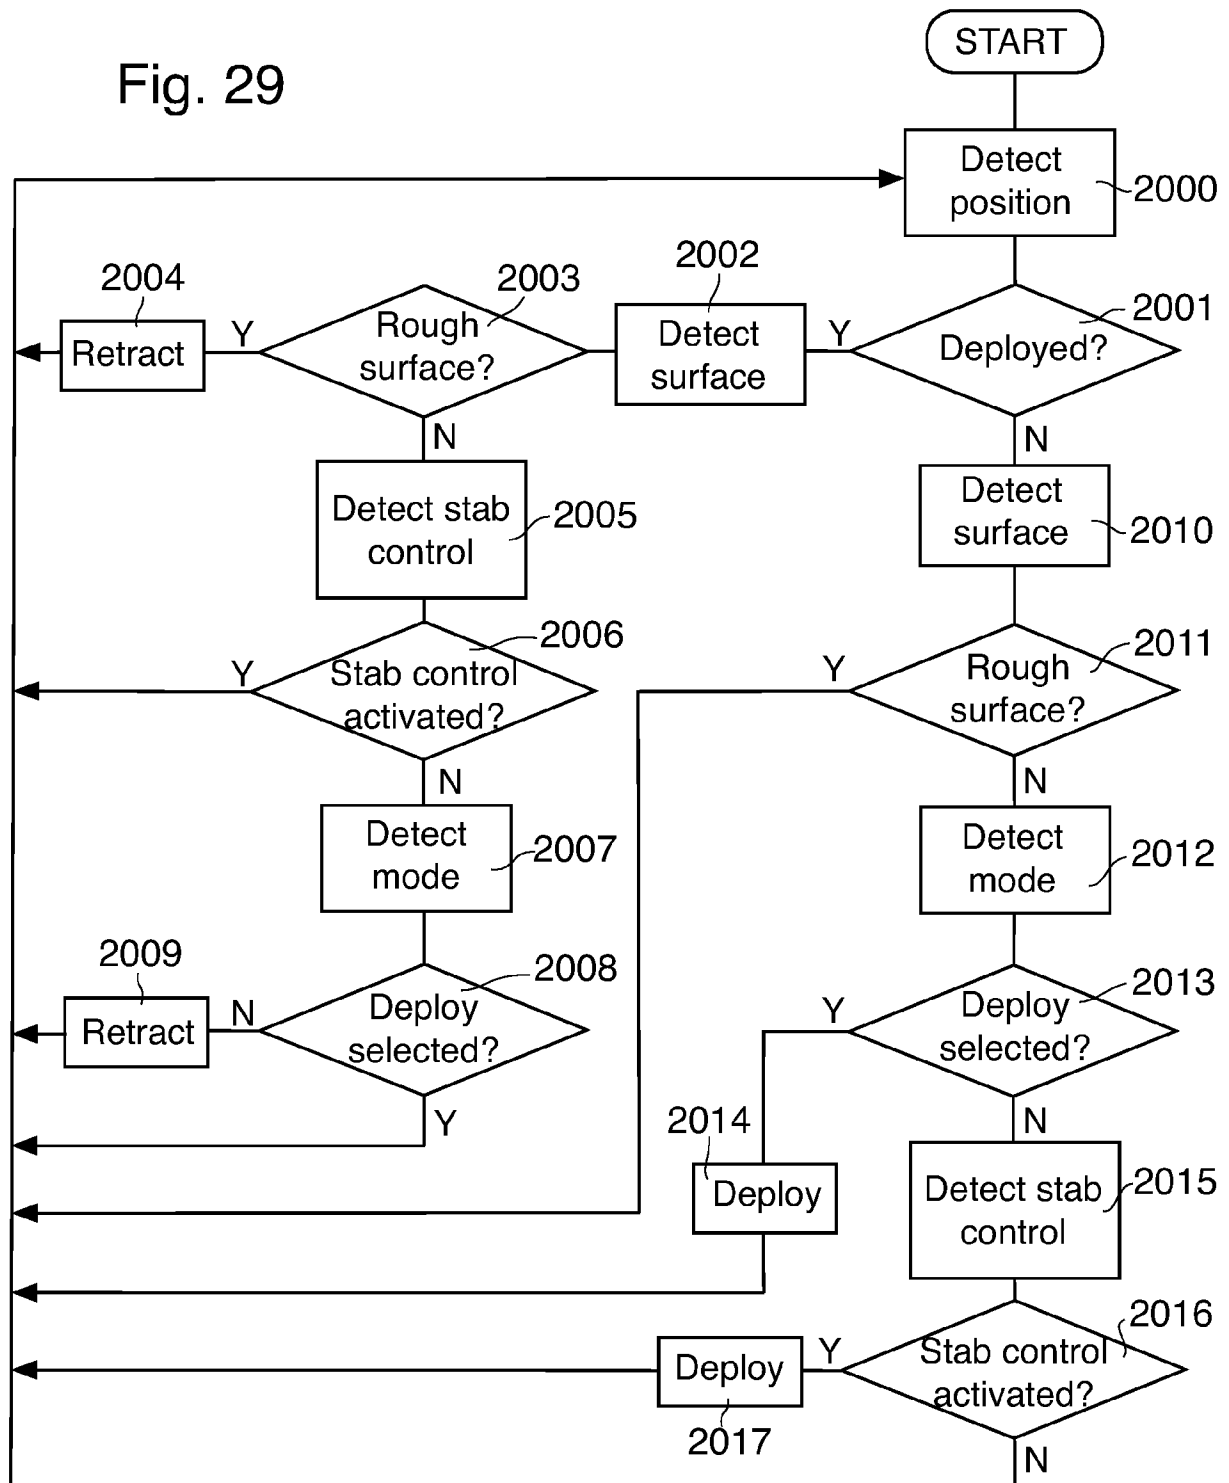 START
Fig. 29
Detect
position
2000
2004
2003
2002
2001
Y
Retract
Rough
surface?
Detect
surface
Y
Deployed?
N
N
Detect stab
control
2005
Detect
surface
2010
2006
2011
Y
Stab control
activated?
Y
Rough
surface?
N
N
Detect
mode
2007
Detect
mode
2012
2009
2008
2013
Retract
N
Deploy
selected?
Y
Deploy
selected?
Y
N
2014
Deploy
Detect stab
control
2015
2016
Deploy
Y
Stab control
activated?
2017
N